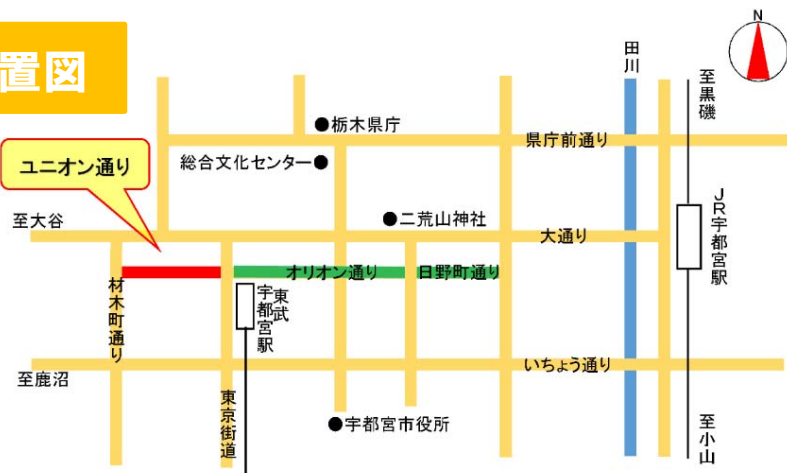 置図
N
田川
至黒磯
●栃木県庁
県庁前通り
ユニオン通り
総合文化センター●
JR宇都宮駅
至大谷
●二荒山神社
大通り
オリオン通り
日野町通り
材木町通り
東武
宇都宮駅
いちょう通り
至鹿沼
東京街道
●宇都宮市役所
至小山